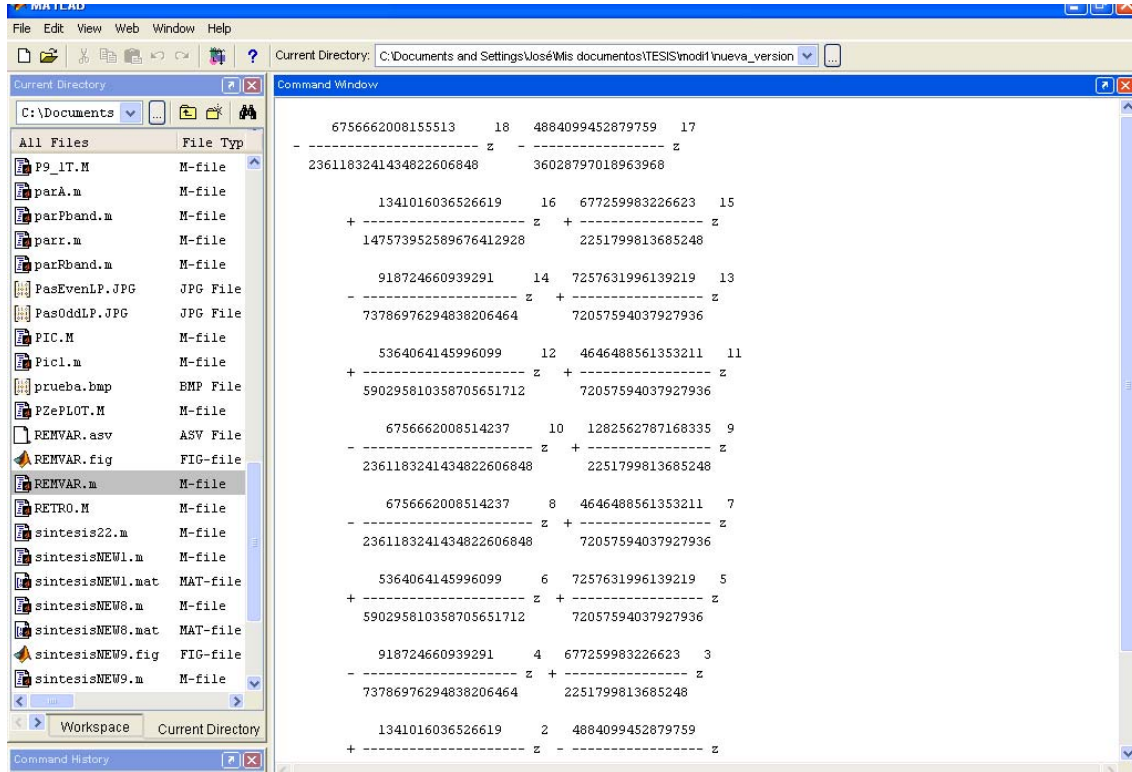 MATLAB
File Edit View Web Window Help
? Current Directory: C:\Documents and Settings\José\Mis documentos\TESIS\modi1\nueva_version ...
Current Directory
C:\Documents ...
All Files File Typ
P9_1T.M M-file
parA.m M-file
parPband.m M-file
parr.m M-file
parRband.m M-file
PasEvenLP.JPG JPG File
PasOddLP.JPG JPG File
PIC.M M-file
Pic1.m M-file
prueba.bmp BMP File
PZePLOT.M M-file
REMVAR.asv ASV File
REMVAR.fig FIG-file
REMVAR.m M-file
RETRO.M M-file
sintesis22.m M-file
sintesisNEW1.m M-file
sintesisNEW1.mat MAT-file
sintesisNEW8.m M-file
sintesisNEW8.mat MAT-file
sintesisNEW9.fig FIG-file
sintesisNEW9.m M-file
Workspace Current Directory
Command History
Command Window
6756662008155513 18 4884099452879759 17
- ---------------------- z - ----------------- z
2361183241434822606848 36028797018963968
1341016036526619 16 677259983226623 15
+ --------------------- z + ---------------- z
147573952589676412928 2251799813685248
918724660939291 14 7257631996139219 13
- -------------------- z + ----------------- z
73786976294838206464 72057594037927936
5364064145996099 12 4646488561353211 11
+ --------------------- z + ----------------- z
590295810358705651712 72057594037927936
6756662008514237 10 1282562787168335 9
- ---------------------- z + ---------------- z
2361183241434822606848 2251799813685248
6756662008514237 8 4646488561353211 7
- ---------------------- z + ----------------- z
2361183241434822606848 72057594037927936
5364064145996099 6 7257631996139219 5
+ --------------------- z + ----------------- z
590295810358705651712 72057594037927936
918724660939291 4 677259983226623 3
- -------------------- z + ---------------- z
73786976294838206464 2251799813685248
1341016036526619 2 4884099452879759
+ --------------------- z - ----------------- z